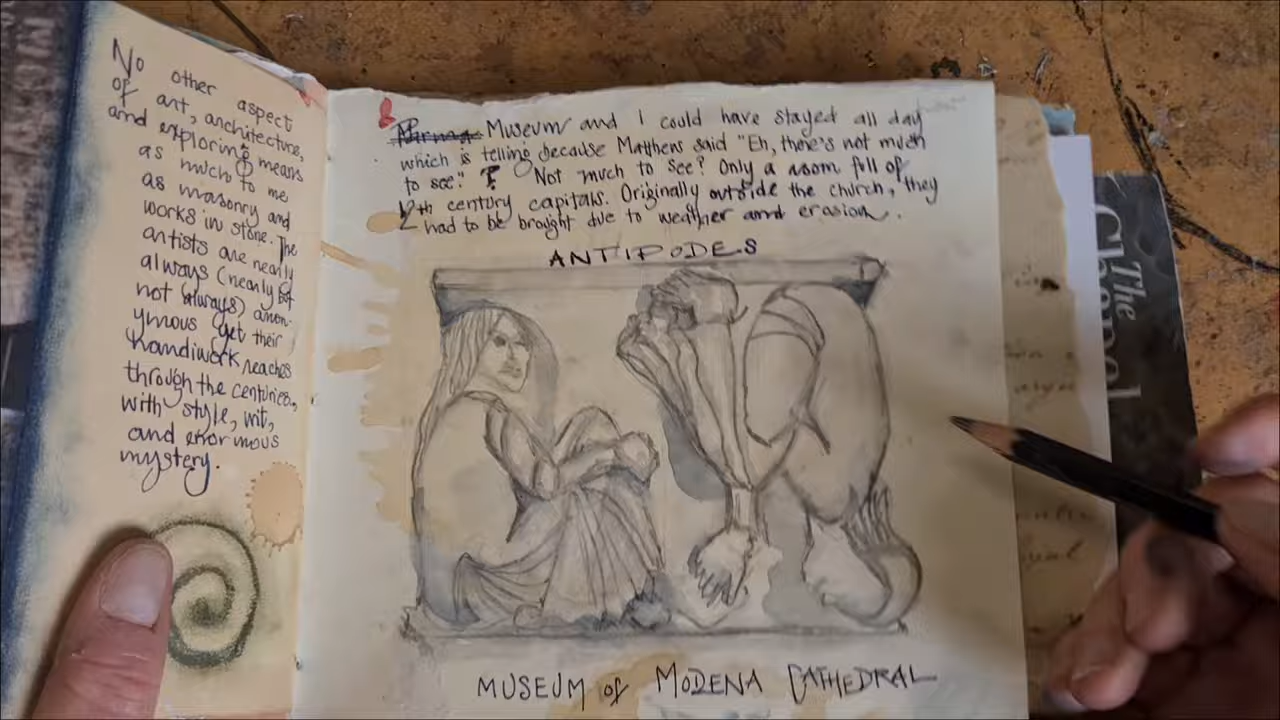 No other aspect
of art, architecture,
and exploring means
as much to me
as masonry and
works in stone. The
artists are nearly
always (nearly but
not always) anon-
ymous yet their
handiwork reaches
through the centuries,
with style, wit,
and enormous
mystery.
Parma Museum and I could have stayed all day
which is telling because Matthews said "Eh, there's not much
to see." ? Not much to see? Only a room full of
12th century capitals. Originally outside the church, they
had to be brought due to weather and erosion.
ANTIPODES
MUSEUM of MODENA CATHEDRAL
The
Chappel